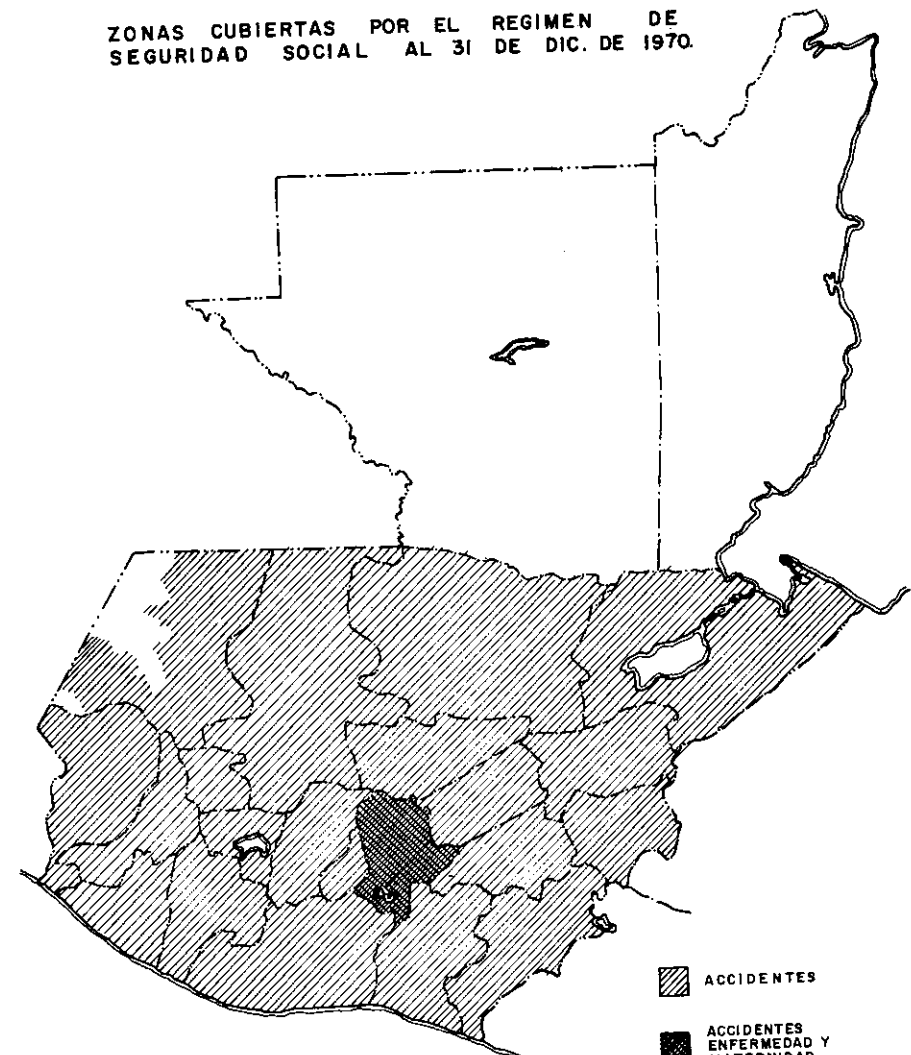 ZONAS CUBIERTAS POR EL REGIMEN DE
SEGURIDAD SOCIAL AL 31 DE DIC. DE 1970.
ACCIDENTES
ACCIDENTES
ENFERMEDAD Y